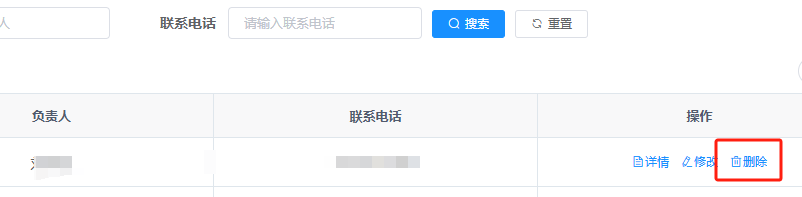 人 联系电话 请输入联系电话 搜索 重置
负责人 联系电话 操作
详情 修改 删除